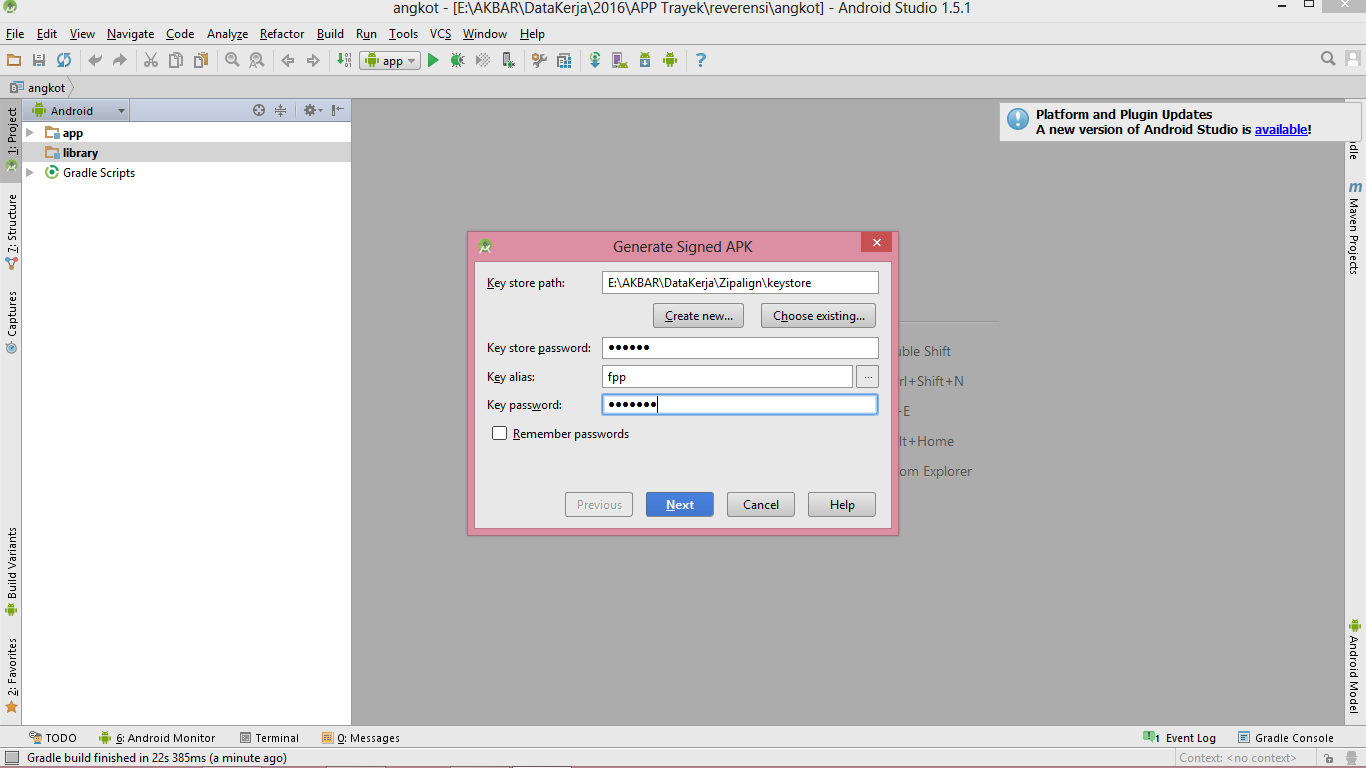 angkot - [E:\AKBAR\DataKerja\2016\APP Trayek\reverensi\angkot] - Android Studio 1.5.1
File Edit View Navigate Code Analyze Refactor Build Run Tools VCS Window Help
app
angkot
Android
1: Project
7: Structure
Captures
Build Variants
2: Favorites
app
library
Gradle Scripts
Platform and Plugin Updates
A new version of Android Studio is available!
Maven Projects
Android Model
Generate Signed APK
Key store path: E:\AKBAR\DataKerja\Zipalign\keystore
Create new... Choose existing...
Key store password: ••••••
Key alias: fpp ...
Key password: •••••••
Remember passwords
Previous Next Cancel Help
Shift
+Shift+N
+E
+Home
Explorer
TODO 6: Android Monitor Terminal 0: Messages 1 Event Log Gradle Console
Gradle build finished in 22s 385ms (a minute ago) Context: <no context>